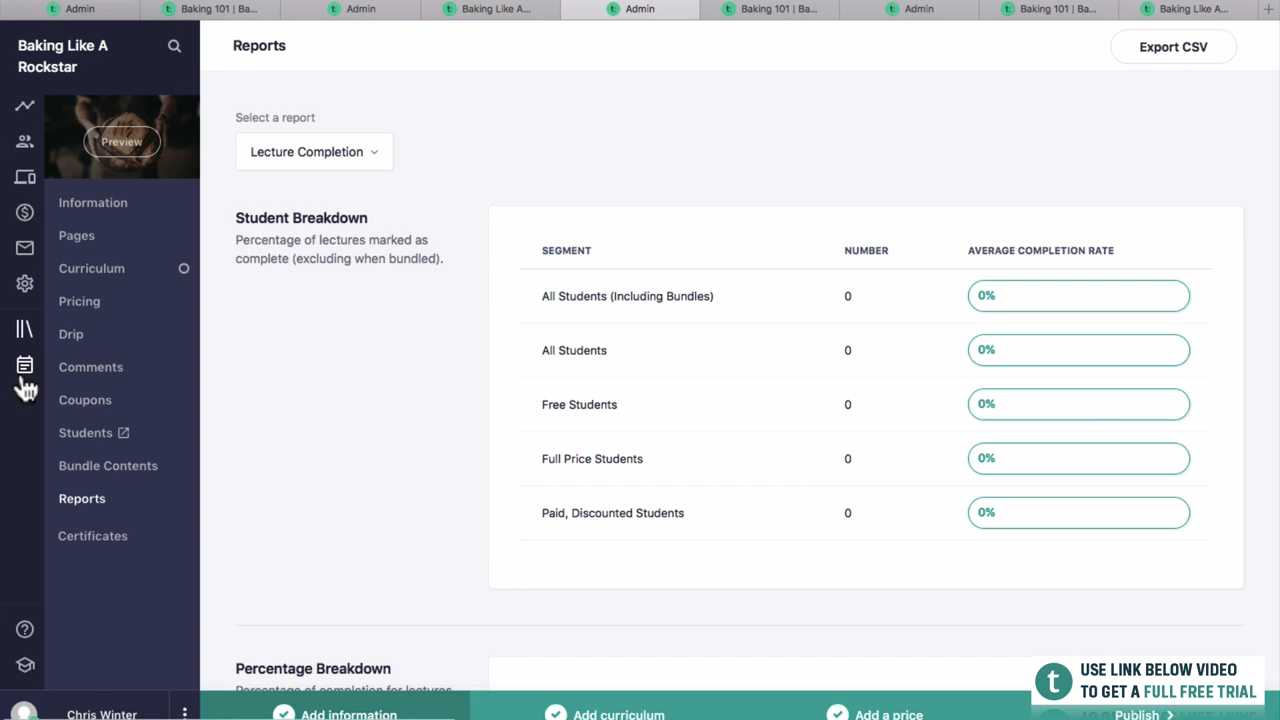 Admin
Baking 101 | Ba...
Admin
Baking Like A...
Admin
Baking 101 | Ba...
Admin
Baking 101 | Ba...
Baking Like A...
Baking Like A
Rockstar
Preview
Information
Pages
Curriculum
Pricing
Drip
Comments
Coupons
Students
Bundle Contents
Reports
Certificates
Chris Winter
Reports
Export CSV
Select a report
Lecture Completion
Student Breakdown
Percentage of lectures marked as
complete (excluding when bundled).
SEGMENT NUMBER AVERAGE COMPLETION RATE
All Students (Including Bundles) 0 0%
All Students 0 0%
Free Students 0 0%
Full Price Students 0 0%
Paid, Discounted Students 0 0%
Percentage Breakdown
Percentage of completion for lectures
t USE LINK BELOW VIDEO
TO GET A FULL FREE TRIAL
Add information
Add curriculum
Add a price
Publish